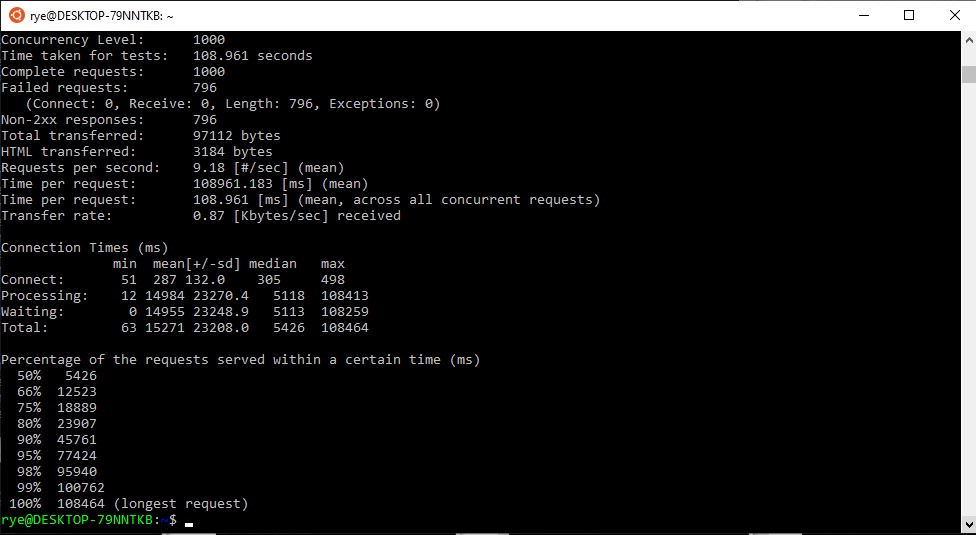 rye@DESKTOP-79NNTKB: ~
Concurrency Level:      1000
Time taken for tests:   108.961 seconds
Complete requests:      1000
Failed requests:        796
   (Connect: 0, Receive: 0, Length: 796, Exceptions: 0)
Non-2xx responses:      796
Total transferred:      97112 bytes
HTML transferred:       3184 bytes
Requests per second:    9.18 [#/sec] (mean)
Time per request:       108961.183 [ms] (mean)
Time per request:       108.961 [ms] (mean, across all concurrent requests)
Transfer rate:          0.87 [Kbytes/sec] received
Connection Times (ms)
              min  mean[+/-sd] median   max
Connect:       51  287 132.0    305     498
Processing:    12 14984 23270.4   5118  108413
Waiting:        0 14955 23248.9   5113  108259
Total:         63 15271 23208.0   5426  108464
Percentage of the requests served within a certain time (ms)
  50%   5426
  66%  12523
  75%  18889
  80%  23907
  90%  45761
  95%  77424
  98%  95940
  99%  100762
 100%  108464 (longest request)
rye@DESKTOP-79NNTKB:~$